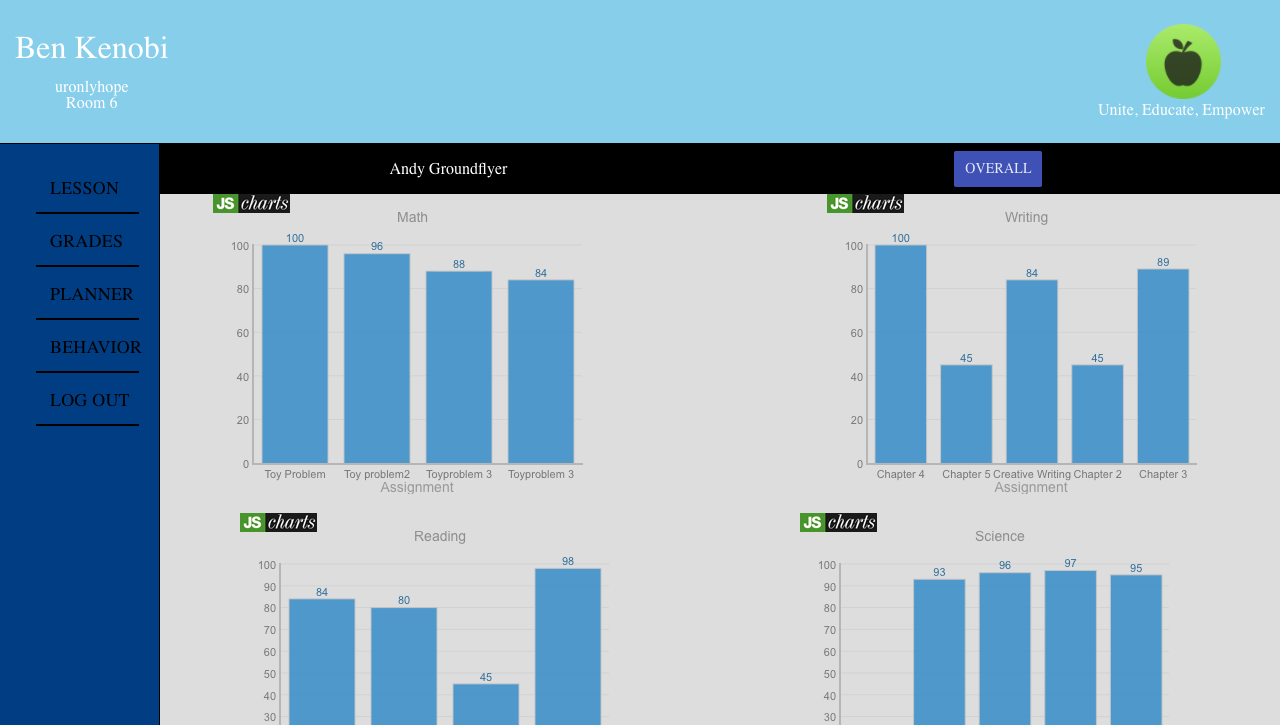 Ben Kenobi
uronlyhope
Room 6
Unite, Educate, Empower
LESSON
GRADES
PLANNER
BEHAVIOR
LOG OUT
Andy Groundflyer
OVERALL
JS charts
Math
100
80
60
40
20
0
100
96
88
84
Toy Problem
Toy problem2
Toyproblem 3
Toyproblem 3
Assignment
JS charts
Writing
100
80
60
40
20
0
100
45
84
45
89
Chapter 4
Chapter 5
Creative Writing
Chapter 2
Chapter 3
Assignment
JS charts
Reading
100
90
80
70
60
50
40
30
84
80
45
98
JS charts
Science
100
90
80
70
60
50
40
30
93
96
97
95